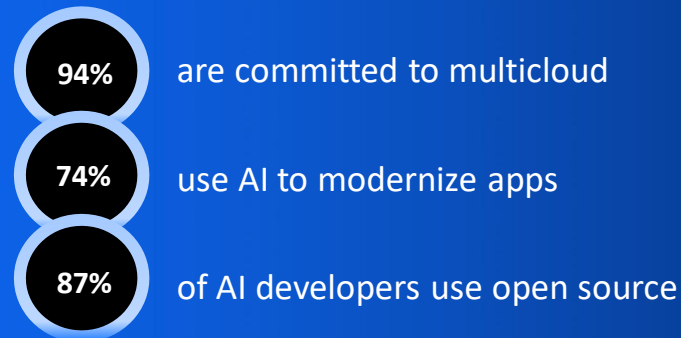 94% are committed to multicloud
74% use AI to modernize apps
87% of AI developers use open source